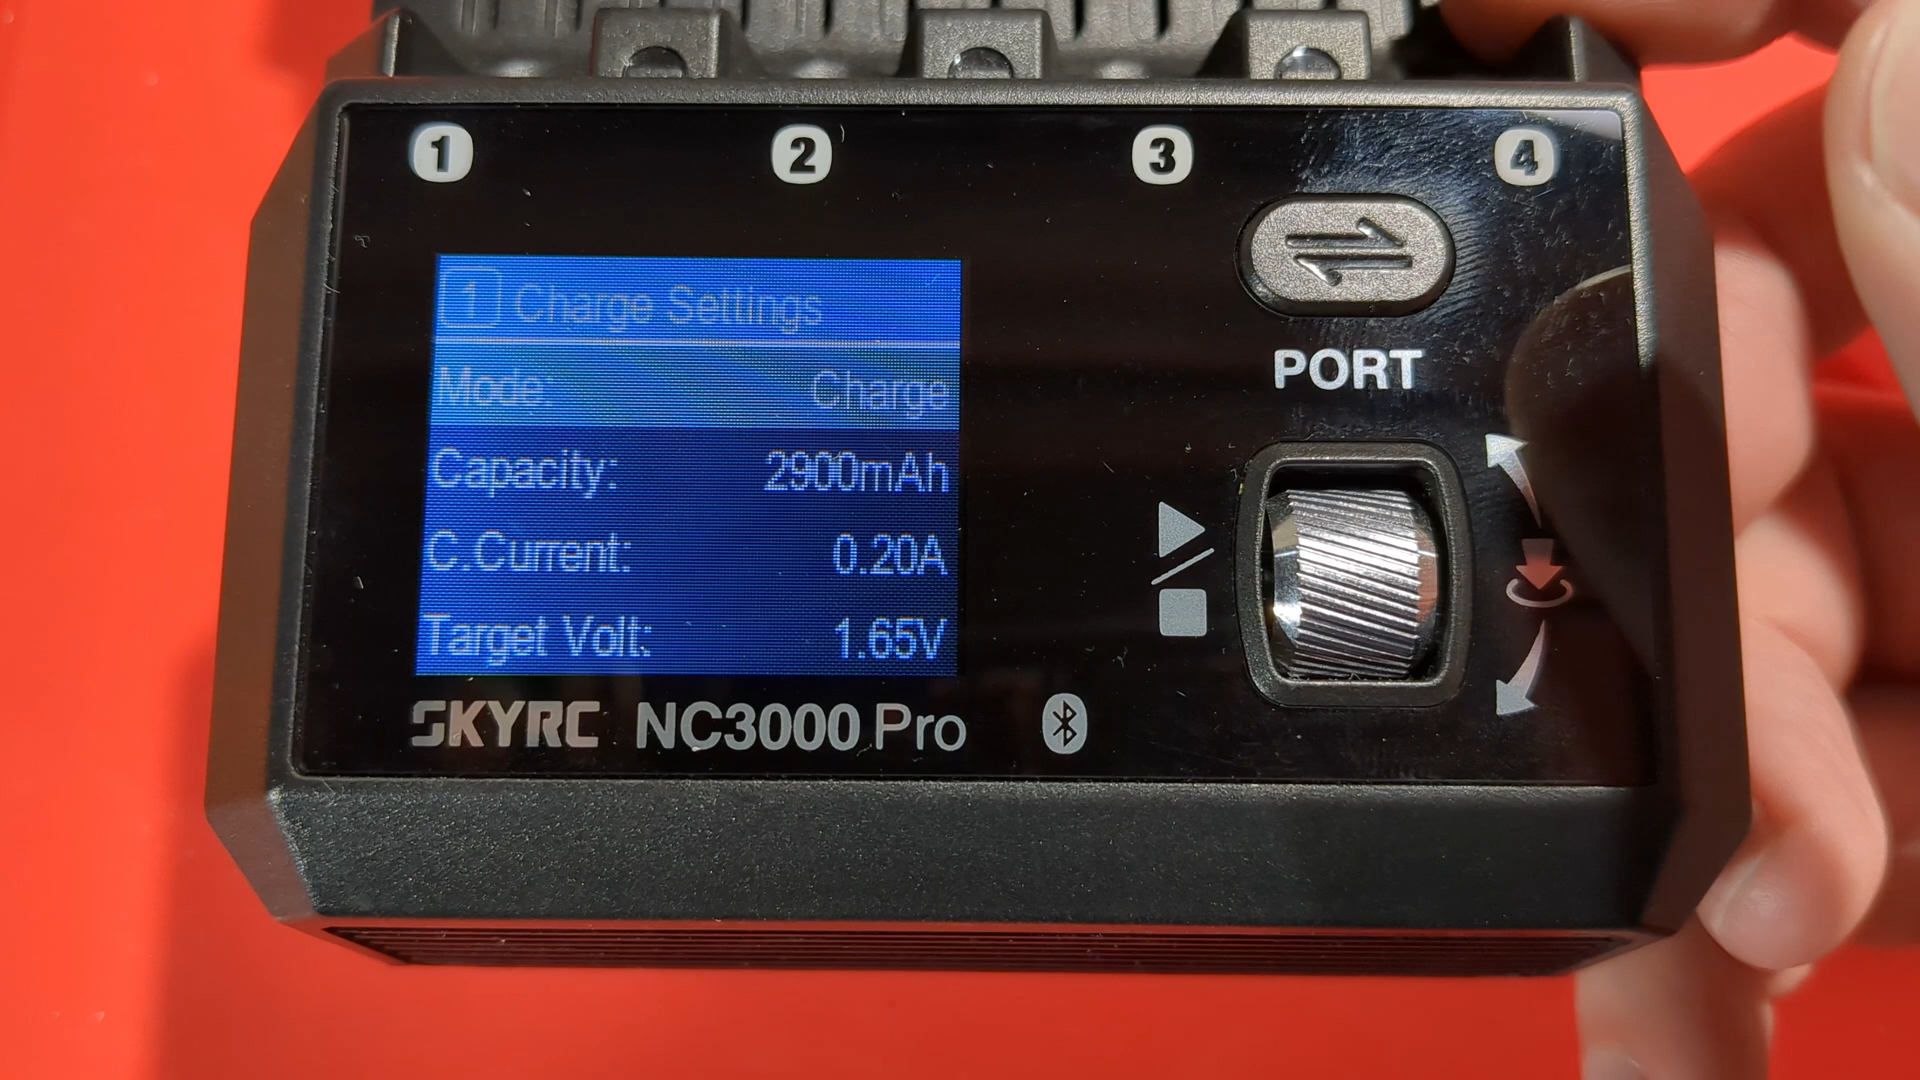 1 2 3 4
1 Charge Settings
Mode: Charge
Capacity: 2900mAh
C.Current: 0.20A
Target Volt: 1.65V
PORT
SKYRC NC3000 Pro